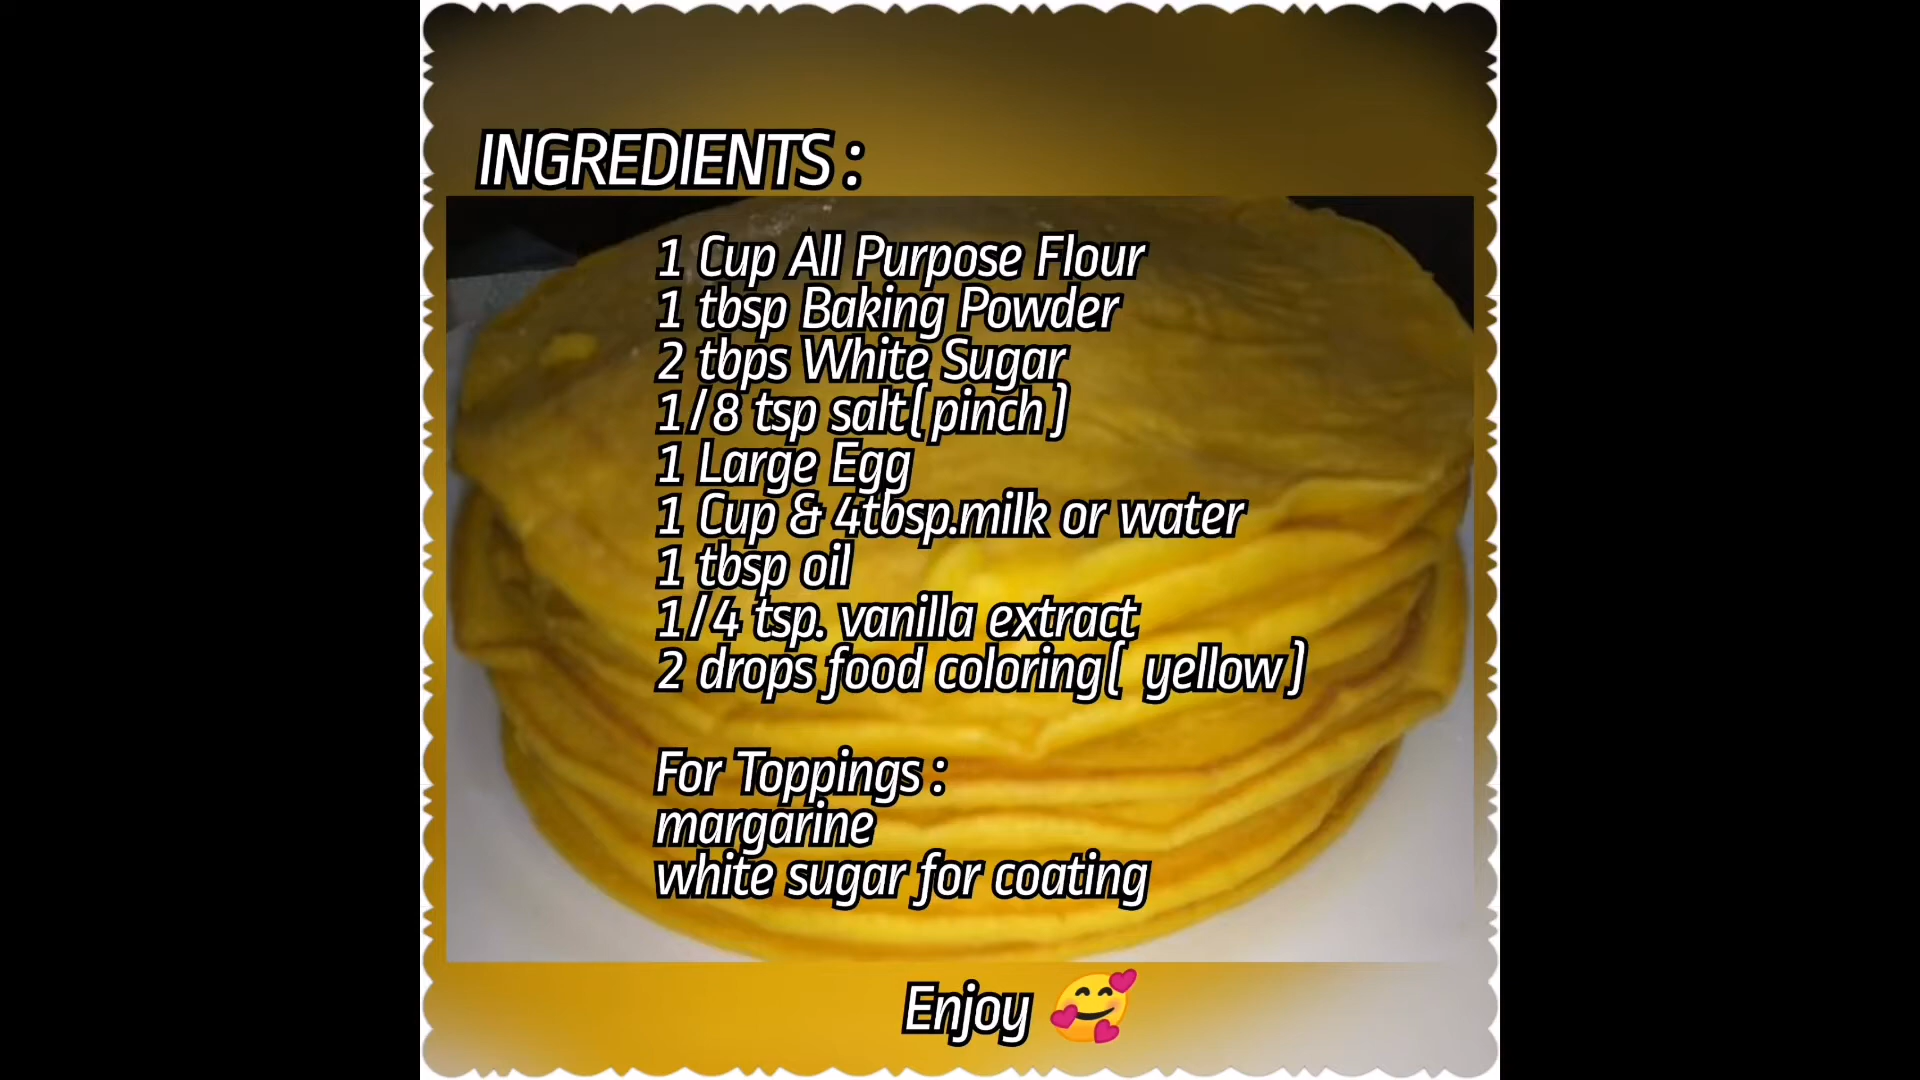 INGREDIENTS :
1 Cup All Purpose Flour
1 tbsp Baking Powder
2 tbps White Sugar
1/8 tsp salt(pinch)
1 Large Egg
1 Cup & 4tbsp.milk or water
1 tbsp oil
1/4 tsp. vanilla extract
2 drops food coloring( yellow)
For Toppings :
margarine
white sugar for coating
Enjoy 🥰